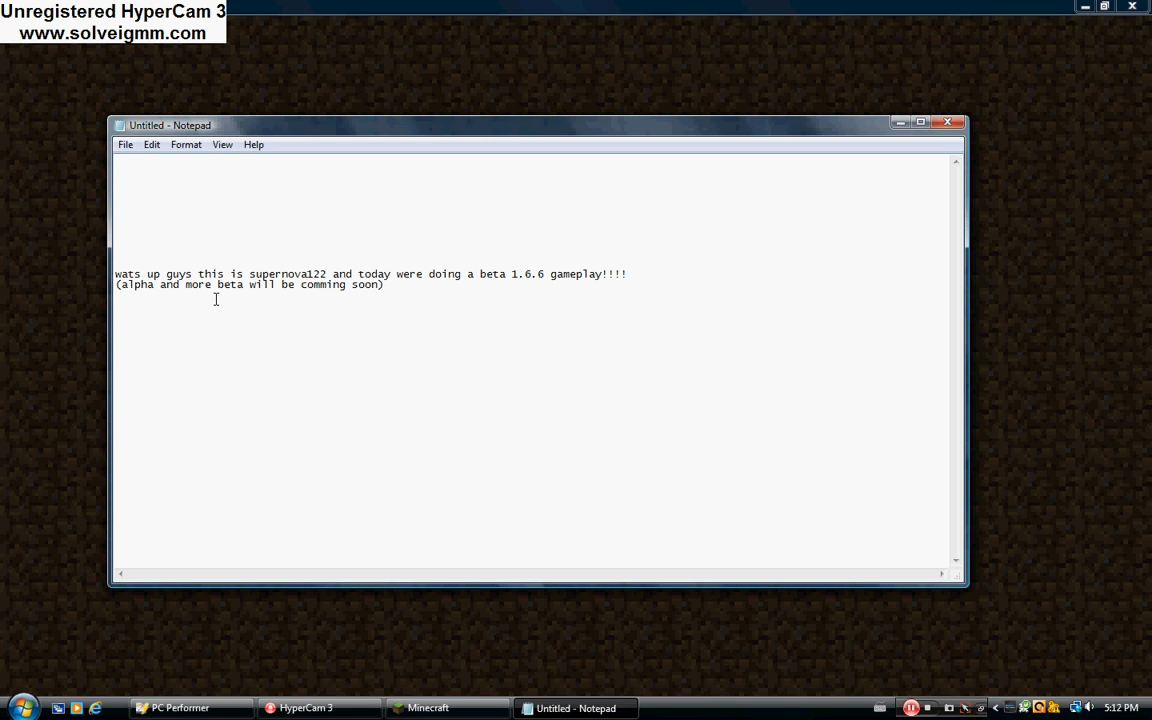 Unregistered HyperCam 3
www.solveigmm.com
Untitled - Notepad
File Edit Format View Help
wats up guys this is supernova122 and today were doing a beta 1.6.6 gameplay!!!!
(alpha and more beta will be comming soon)
PC Performer HyperCam 3 Minecraft Untitled - Notepad 5:12 PM